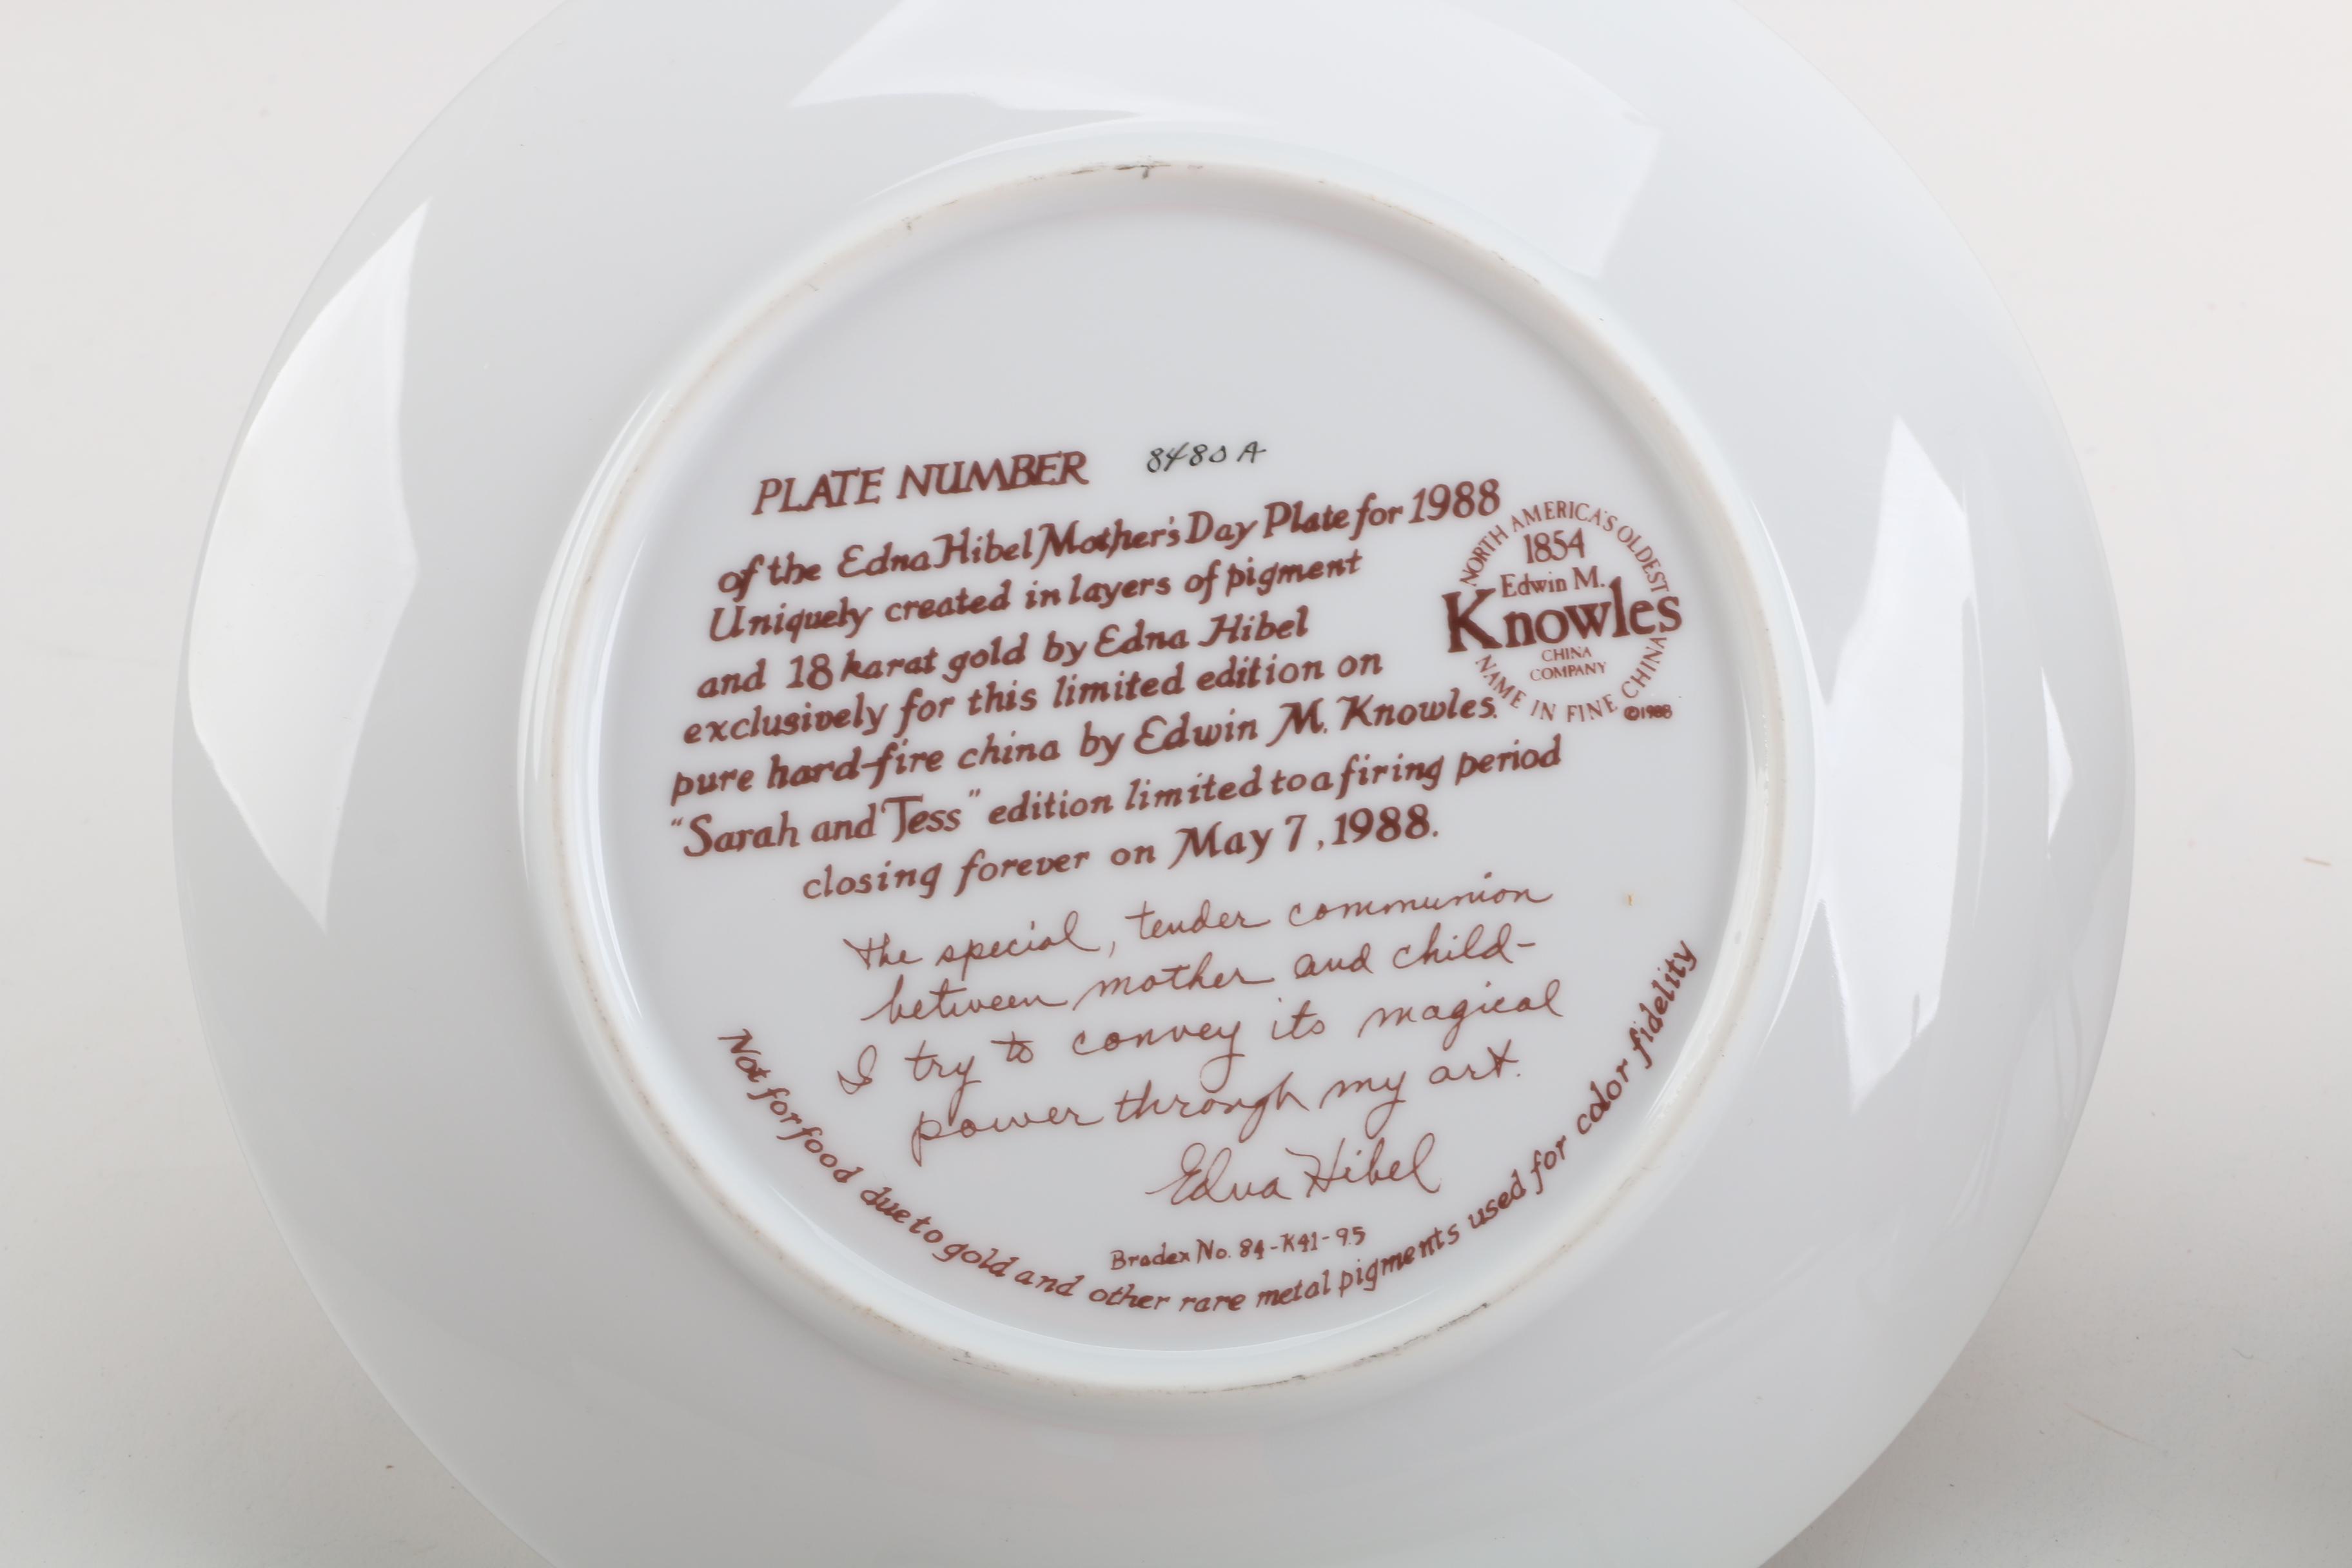 PLATE NUMBER 8480 A
of the Edna Hibel Mother's Day Plate for 1988
Uniquely created in layers of pigment
and 18 karat gold by Edna Hibel
exclusively for this limited edition on
pure hard-fire china by Edwin M. Knowles.
"Sarah and Tess" edition limited to a firing period
closing forever on May 7, 1988.
NORTH AMERICA'S OLDEST
1854
Edwin M.
Knowles
CHINA
COMPANY
NAME IN FINE CHINA
©1988
the special, tender communion
between mother and child-
I try to convey its magical
power through my art.
Edna Hibel
Bradex No. 84-K41-9.5
Not for food due to gold and other rare metal pigments used for color fidelity